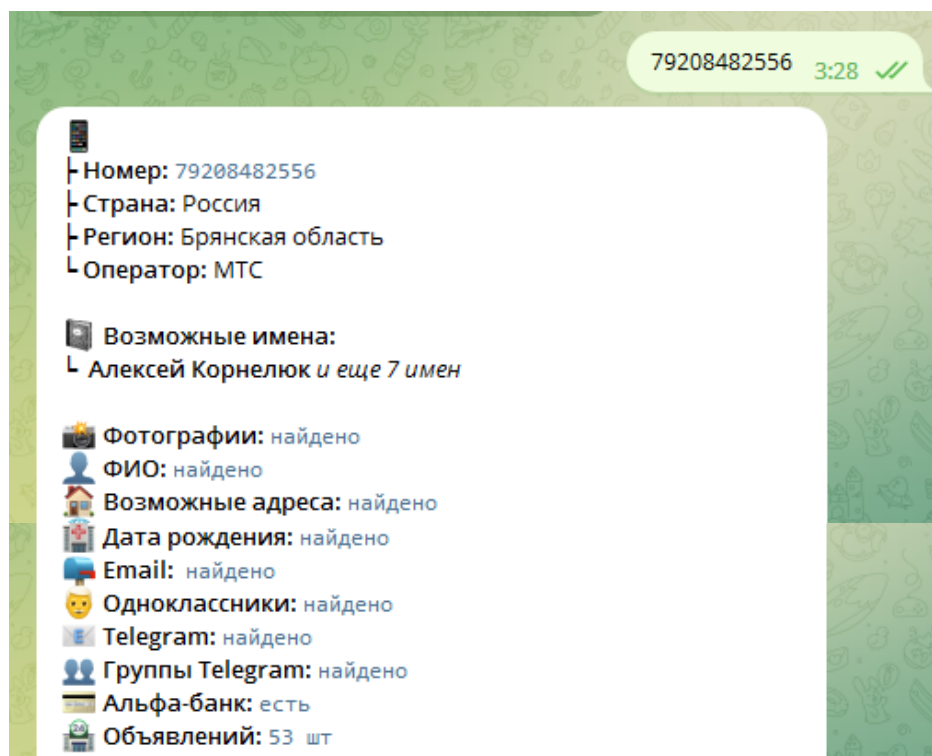 79208482556 3:28
Номер: 79208482556
Страна: Россия
Регион: Брянская область
Оператор: МТС
Возможные имена:
Алексей Корнелюк и еще 7 имен
Фотографии: найдено
ФИО: найдено
Возможные адреса: найдено
Дата рождения: найдено
Email: найдено
Одноклассники: найдено
Telegram: найдено
Группы Telegram: найдено
Альфа-банк: есть
Объявлений: 53 шт